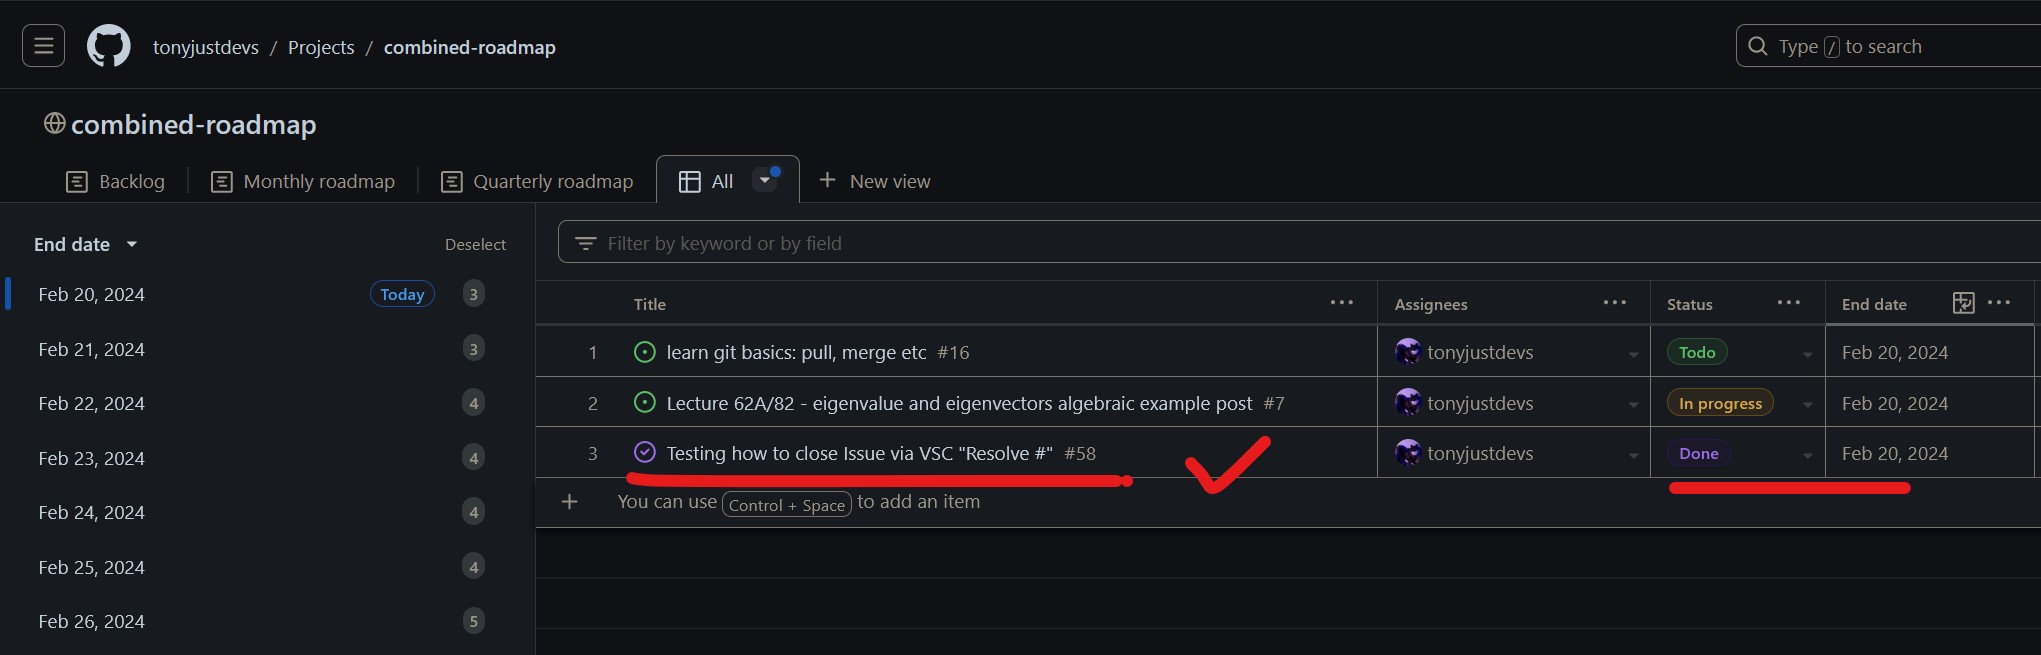 tonyjustdevs / Projects / combined-roadmap
Type / to search
combined-roadmap
Backlog
Monthly roadmap
Quarterly roadmap
All
New view
End date
Deselect
Feb 20, 2024 Today 3
Feb 21, 2024 3
Feb 22, 2024 4
Feb 23, 2024 4
Feb 24, 2024 4
Feb 25, 2024 4
Feb 26, 2024 5
Filter by keyword or by field
Title Assignees Status End date
1 learn git basics: pull, merge etc #16 tonyjustdevs Todo Feb 20, 2024
2 Lecture 62A/82 - eigenvalue and eigenvectors algebraic example post #7 tonyjustdevs In progress Feb 20, 2024
3 Testing how to close Issue via VSC "Resolve #" #58 tonyjustdevs Done Feb 20, 2024
You can use Control + Space to add an item